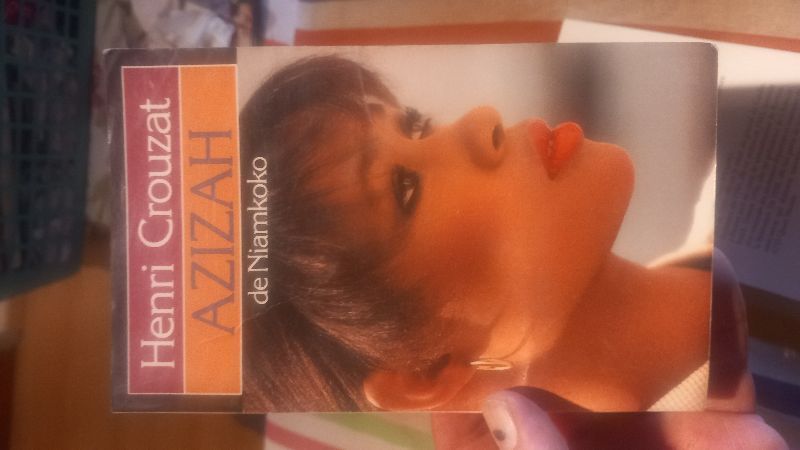 Henri Crouzat
AZIZAH
de Niamkoko